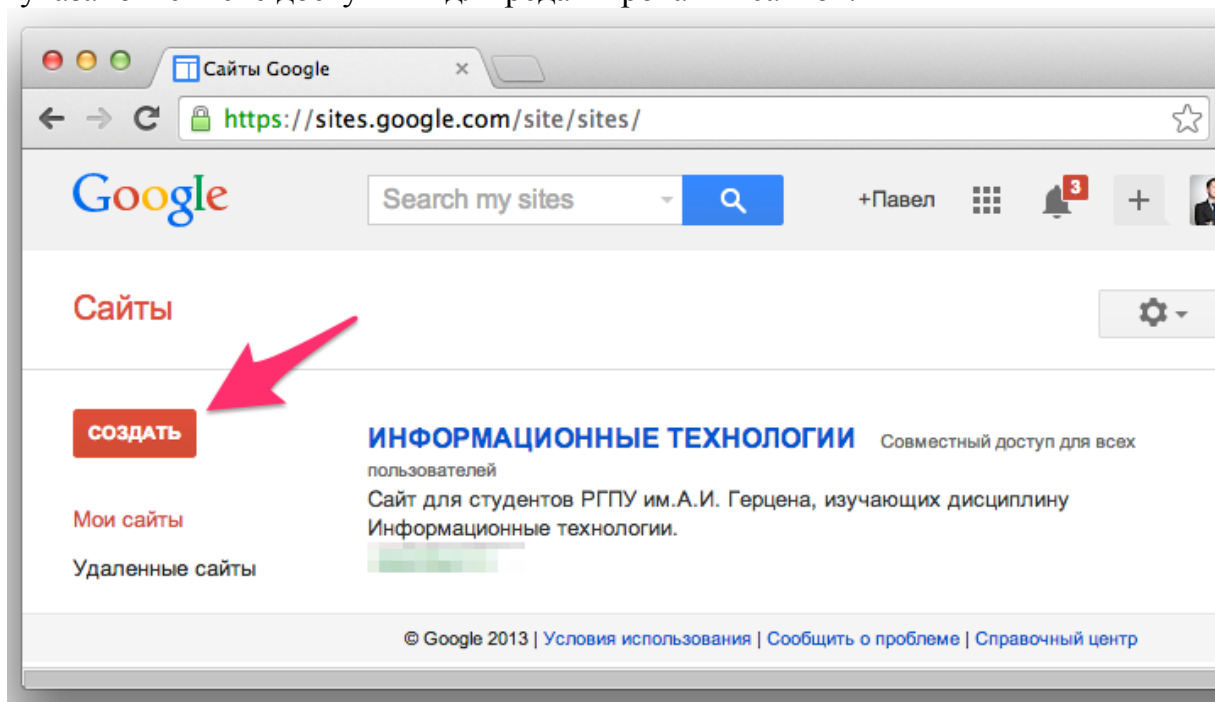 Сайты Google
https://sites.google.com/site/sites/
Google
Search my sites
+Павел
3
Сайты
СОЗДАТЬ
ИНФОРМАЦИОННЫЕ ТЕХНОЛОГИИ Совместный доступ для всех
пользователей
Сайт для студентов РГПУ им.А.И. Герцена, изучающих дисциплину
Информационные технологии.
Мои сайты
Удаленные сайты
© Google 2013 | Условия использования | Сообщить о проблеме | Справочный центр